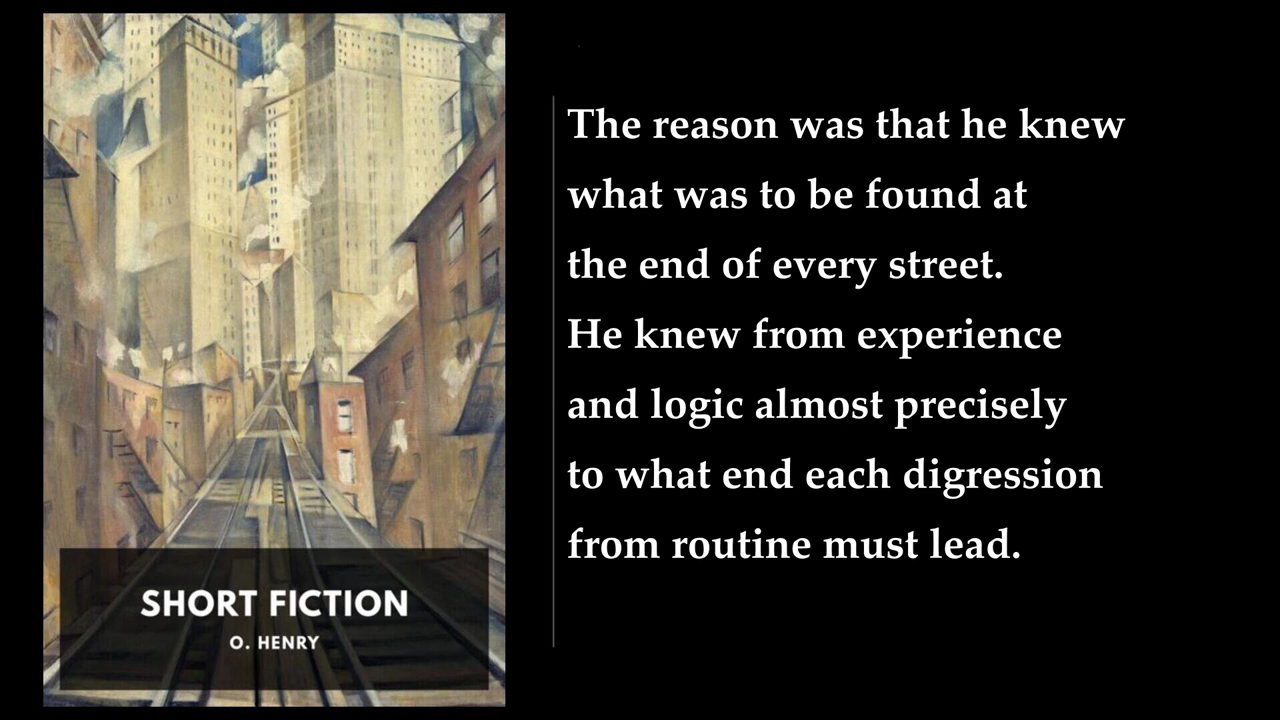 The reason was that he knew
what was to be found at
the end of every street.
He knew from experience
and logic almost precisely
to what end each digression
from routine must lead.
SHORT FICTION
O. HENRY